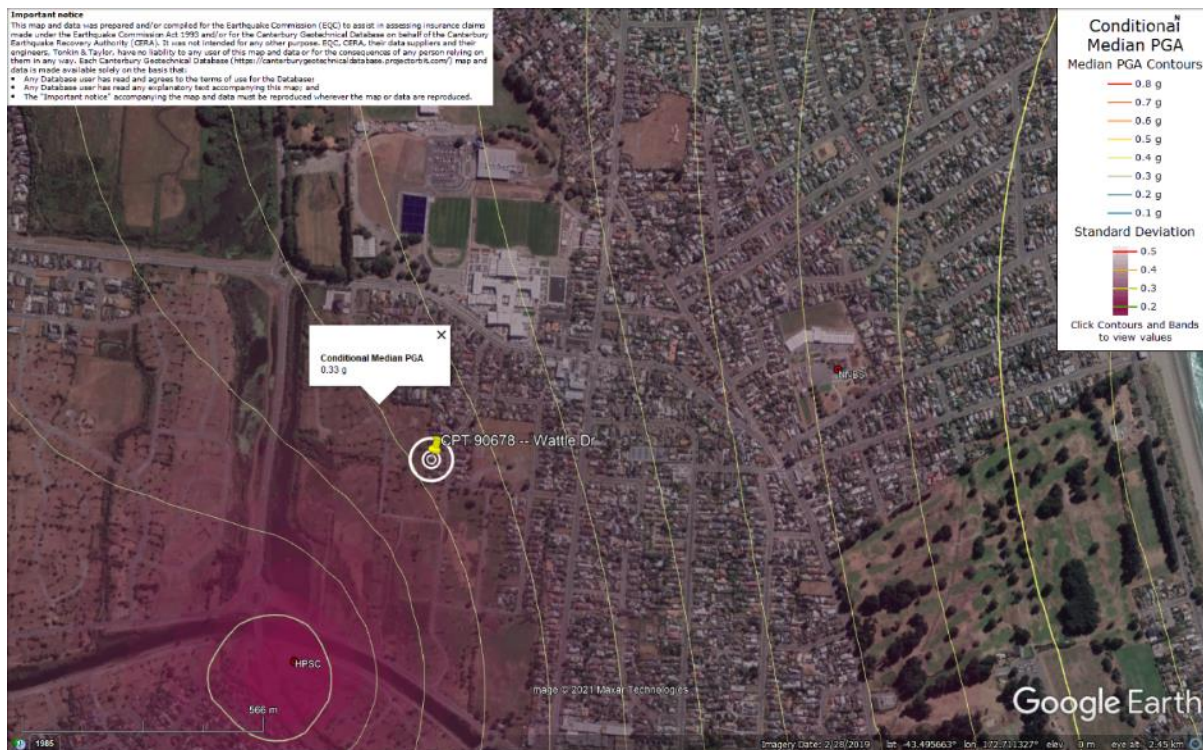 Important notice
This map and data was prepared and/or compiled for the Earthquake Commission (EQC) to assist in assessing insurance claims
made under the Earthquake Commission Act 1993 and/or for the Canterbury Geotechnical Database on behalf of the Canterbury
Earthquake Recovery Authority (CERA). It was not intended for any other purpose. EQC, CERA, their data suppliers and their
engineers, Tonkin & Taylor, have no liability to any user of this map and data or for the consequences of any person relying on
them in any way. Each Canterbury Geotechnical Database (https://canterburygeotechnicaldatabase.projectorbit.com/) map and
data is made available solely on the basis that:
• Any Database user has read and agrees to the terms of use for the Database;
• Any Database user has read any explanatory text accompanying this map; and
• The "Important notice" accompanying the map and data must be reproduced wherever the map or data are reproduced.
N
Conditional
Median PGA
Median PGA Contours
0.8 g
0.7 g
0.6 g
0.5 g
0.4 g
0.3 g
0.2 g
0.1 g
Standard Deviation
0.5
0.4
0.3
0.2
Click Contours and Bands
to view values
Conditional Median PGA
0.33 g
NNBS
CPT 90678 -- Wattle Dr
HPSC
566 m
Image © 2021 Maxar Technologies
Google Earth
1985
Imagery Date: 2/28/2019 lat -43.495663° lon 172.711327° elev 0 m eye alt 2.45 km